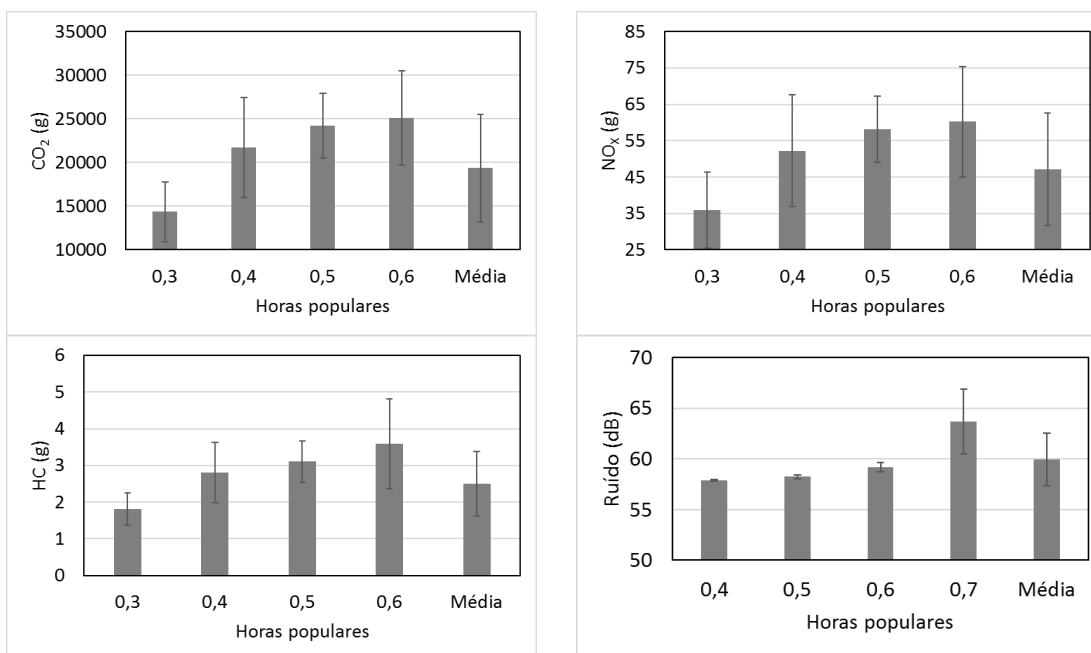 35000
30000
25000
20000
15000
10000
CO₂ (g)
0,3 0,4 0,5 0,6 Média
Horas populares
85
75
65
55
45
35
25
NOₓ (g)
0,3 0,4 0,5 0,6 Média
Horas populares
6
5
4
3
2
1
0
HC (g)
0,3 0,4 0,5 0,6 Média
Horas populares
70
65
60
55
50
Ruído (dB)
0,4 0,5 0,6 0,7 Média
Horas populares